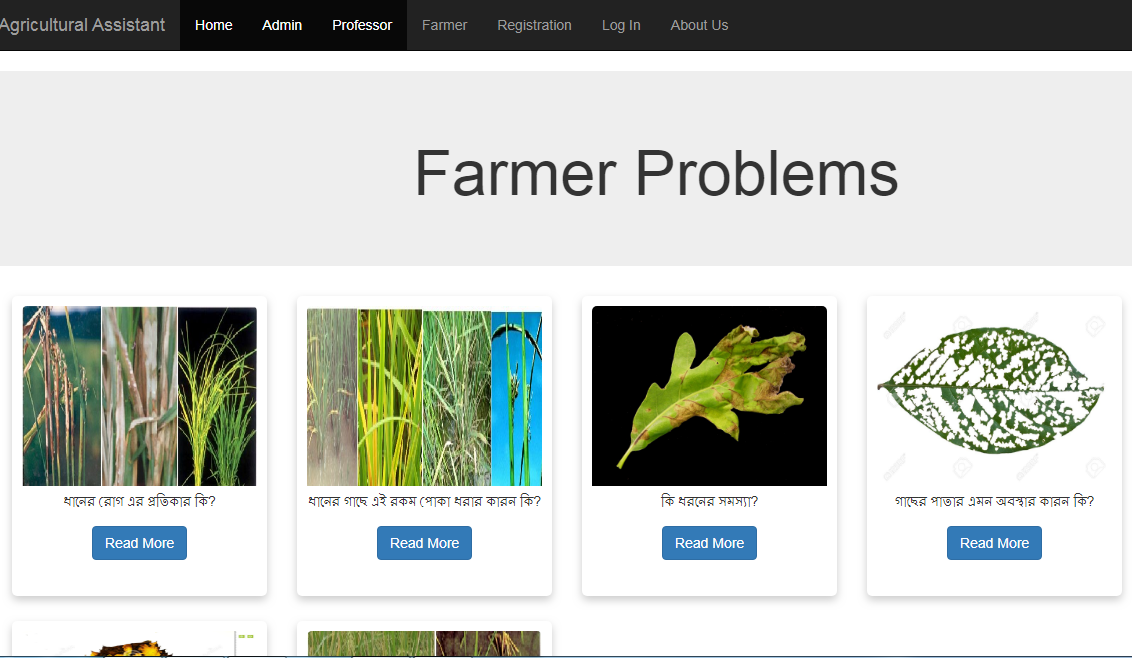 Agricultural Assistant Home Admin Professor Farmer Registration Log In About Us
Farmer Problems
ধানের রোগ এর প্রতিকার কি? ধানের গাছে এই রকম পোকা ধরার কারন কি? কি ধরনের সমস্যা? গাছের পাতার এমন অবস্থার কারন কি?
Read More Read More Read More Read More